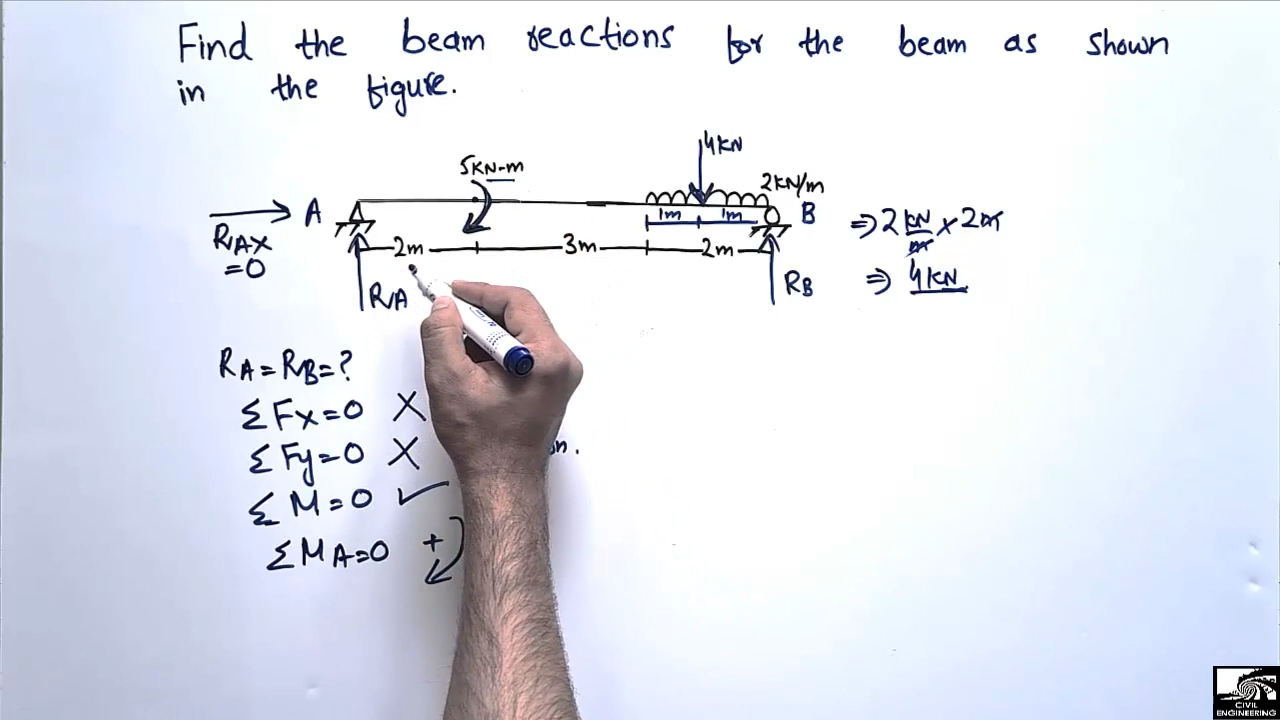 Find the beam reactions for the beam as shown
in the figure.
4KN
5KN-m
2KN/m
A
1m 1m
B
RAX
=0
2m 3m 2m
RA
RB
⇒ 2 KN/m × 2m
⇒ 4KN
RA=RB=?
ΣFx=0 X
ΣFy=0 X
ΣM=0 ✓
ΣMA=0 +
CIVIL
ENGINEERING